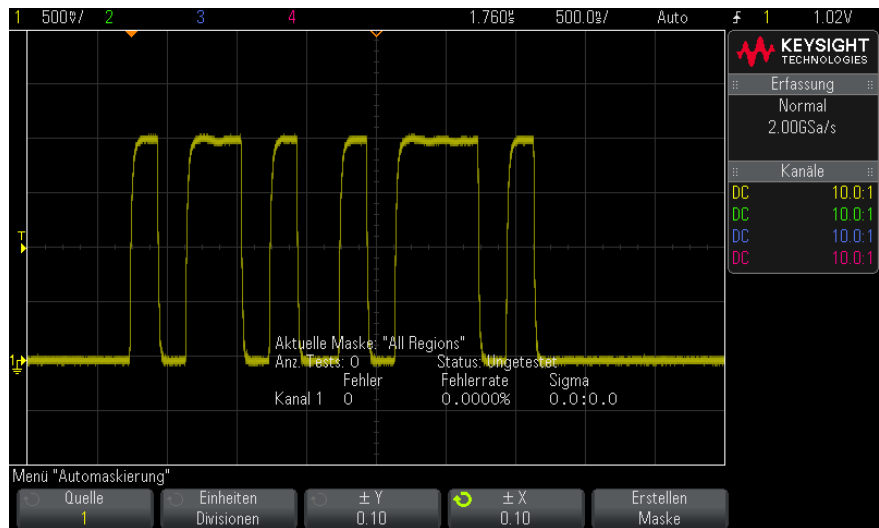 1 500㎷/ 2 3 4 1.760㎲ 500.0㎱/ Auto 1 1.02V
KEYSIGHT
TECHNOLOGIES
Erfassung
Normal
2.00GSa/s
Kanäle
DC 10.0:1
DC 10.0:1
DC 10.0:1
DC 10.0:1
T
1
Aktuelle Maske: "All Regions"
Anz. Tests: 0 Status: Ungetestet
Fehler Fehlerrate Sigma
Kanal 1 0 0.0000% 0.0:0.0
Menü "Automaskierung"
Quelle Einheiten ± Y ± X Erstellen
1 Divisionen 0.10 0.10 Maske